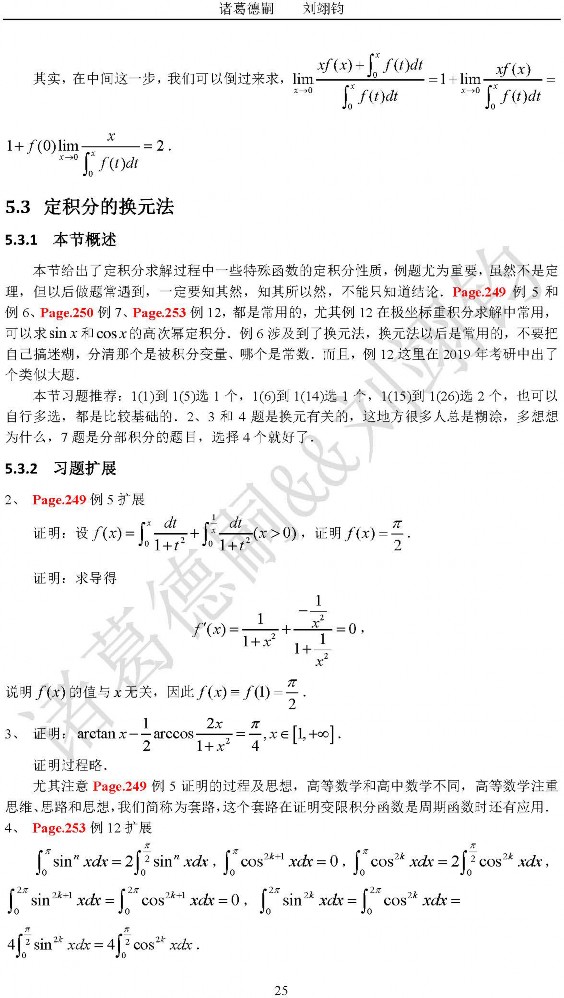 诸葛德嗣 刘翊钧
其实，在中间这一步，我们可以倒过来求，$\lim_{x\to 0}\frac{xf(x)+\int_0^x f(t)dt}{\int_0^x f(t)dt}=1+\lim_{x\to 0}\frac{xf(x)}{\int_0^x f(t)dt}=$
$1+f(0)\lim_{x\to 0}\frac{x}{\int_0^x f(t)dt}=2$．
5.3 定积分的换元法
5.3.1 本节概述
本节给出了定积分求解过程中一些特殊函数的定积分性质，例题尤为重要，虽然不是定
理，但以后做题常遇到，一定要知其然，知其所以然，不能只知道结论．Page.249 例 5 和
例 6、Page.250 例 7、Page.253 例 12，都是常用的，尤其例 12 在极坐标重积分求解中常用，
可以求 sin x 和 cos x 的高次幂定积分．例 6 涉及到了换元法，换元法以后是常用的，不要把
自己搞迷糊，分清那个是被积分变量、哪个是常数．而且，例 12 这里在 2019 年考研中出了
个类似大题．
本节习题推荐：1(1)到 1(5)选 1 个，1(6)到 1(14)选 1 个，1(15)到 1(26)选 2 个，也可以
自行多选，都是比较基础的．2、3 和 4 题是换元有关的，这地方很多人总是糊涂，多想想
为什么，7 题是分部积分的题目，选择 4 个就好了．
5.3.2 习题扩展
2、 Page.249 例 5 扩展
证明：设 $f(x)=\int_0^x \frac{dt}{1+t^2}+\int_0^{\frac{1}{x}} \frac{dt}{1+t^2}(x>0)$，证明 $f(x)=\frac{\pi}{2}$．
证明：求导得
$f'(x)=\frac{1}{1+x^2}+\frac{-\frac{1}{x^2}}{1+\frac{1}{x^2}}=0$，
说明 $f(x)$ 的值与 x 无关，因此 $f(x)\equiv f(1)=\frac{\pi}{2}$．
3、 证明：$\arctan x-\frac{1}{2}\arccos\frac{2x}{1+x^2}=\frac{\pi}{4},x\in[1,+\infty]$．
证明过程略．
尤其注意 Page.249 例 5 证明的过程及思想，高等数学和高中数学不同，高等数学注重
思维、思路和思想，我们简称为套路，这个套路在证明变限积分函数是周期函数时还有应用．
4、 Page.253 例 12 扩展
$\int_0^{\pi}\sin^n xdx=2\int_0^{\frac{\pi}{2}}\sin^n xdx$，$\int_0^{\pi}\cos^{2k+1}xdx=0$，$\int_0^{\pi}\cos^{2k}xdx=2\int_0^{\frac{\pi}{2}}\cos^{2k}xdx$，
$\int_0^{2\pi}\sin^{2k+1}xdx=\int_0^{2\pi}\cos^{2k+1}xdx=0$，$\int_0^{2\pi}\sin^{2k}xdx=\int_0^{2\pi}\cos^{2k}xdx=$
$4\int_0^{\frac{\pi}{2}}\sin^{2k}xdx=4\int_0^{\frac{\pi}{2}}\cos^{2k}xdx$．
25
诸葛德嗣&&刘翊钧